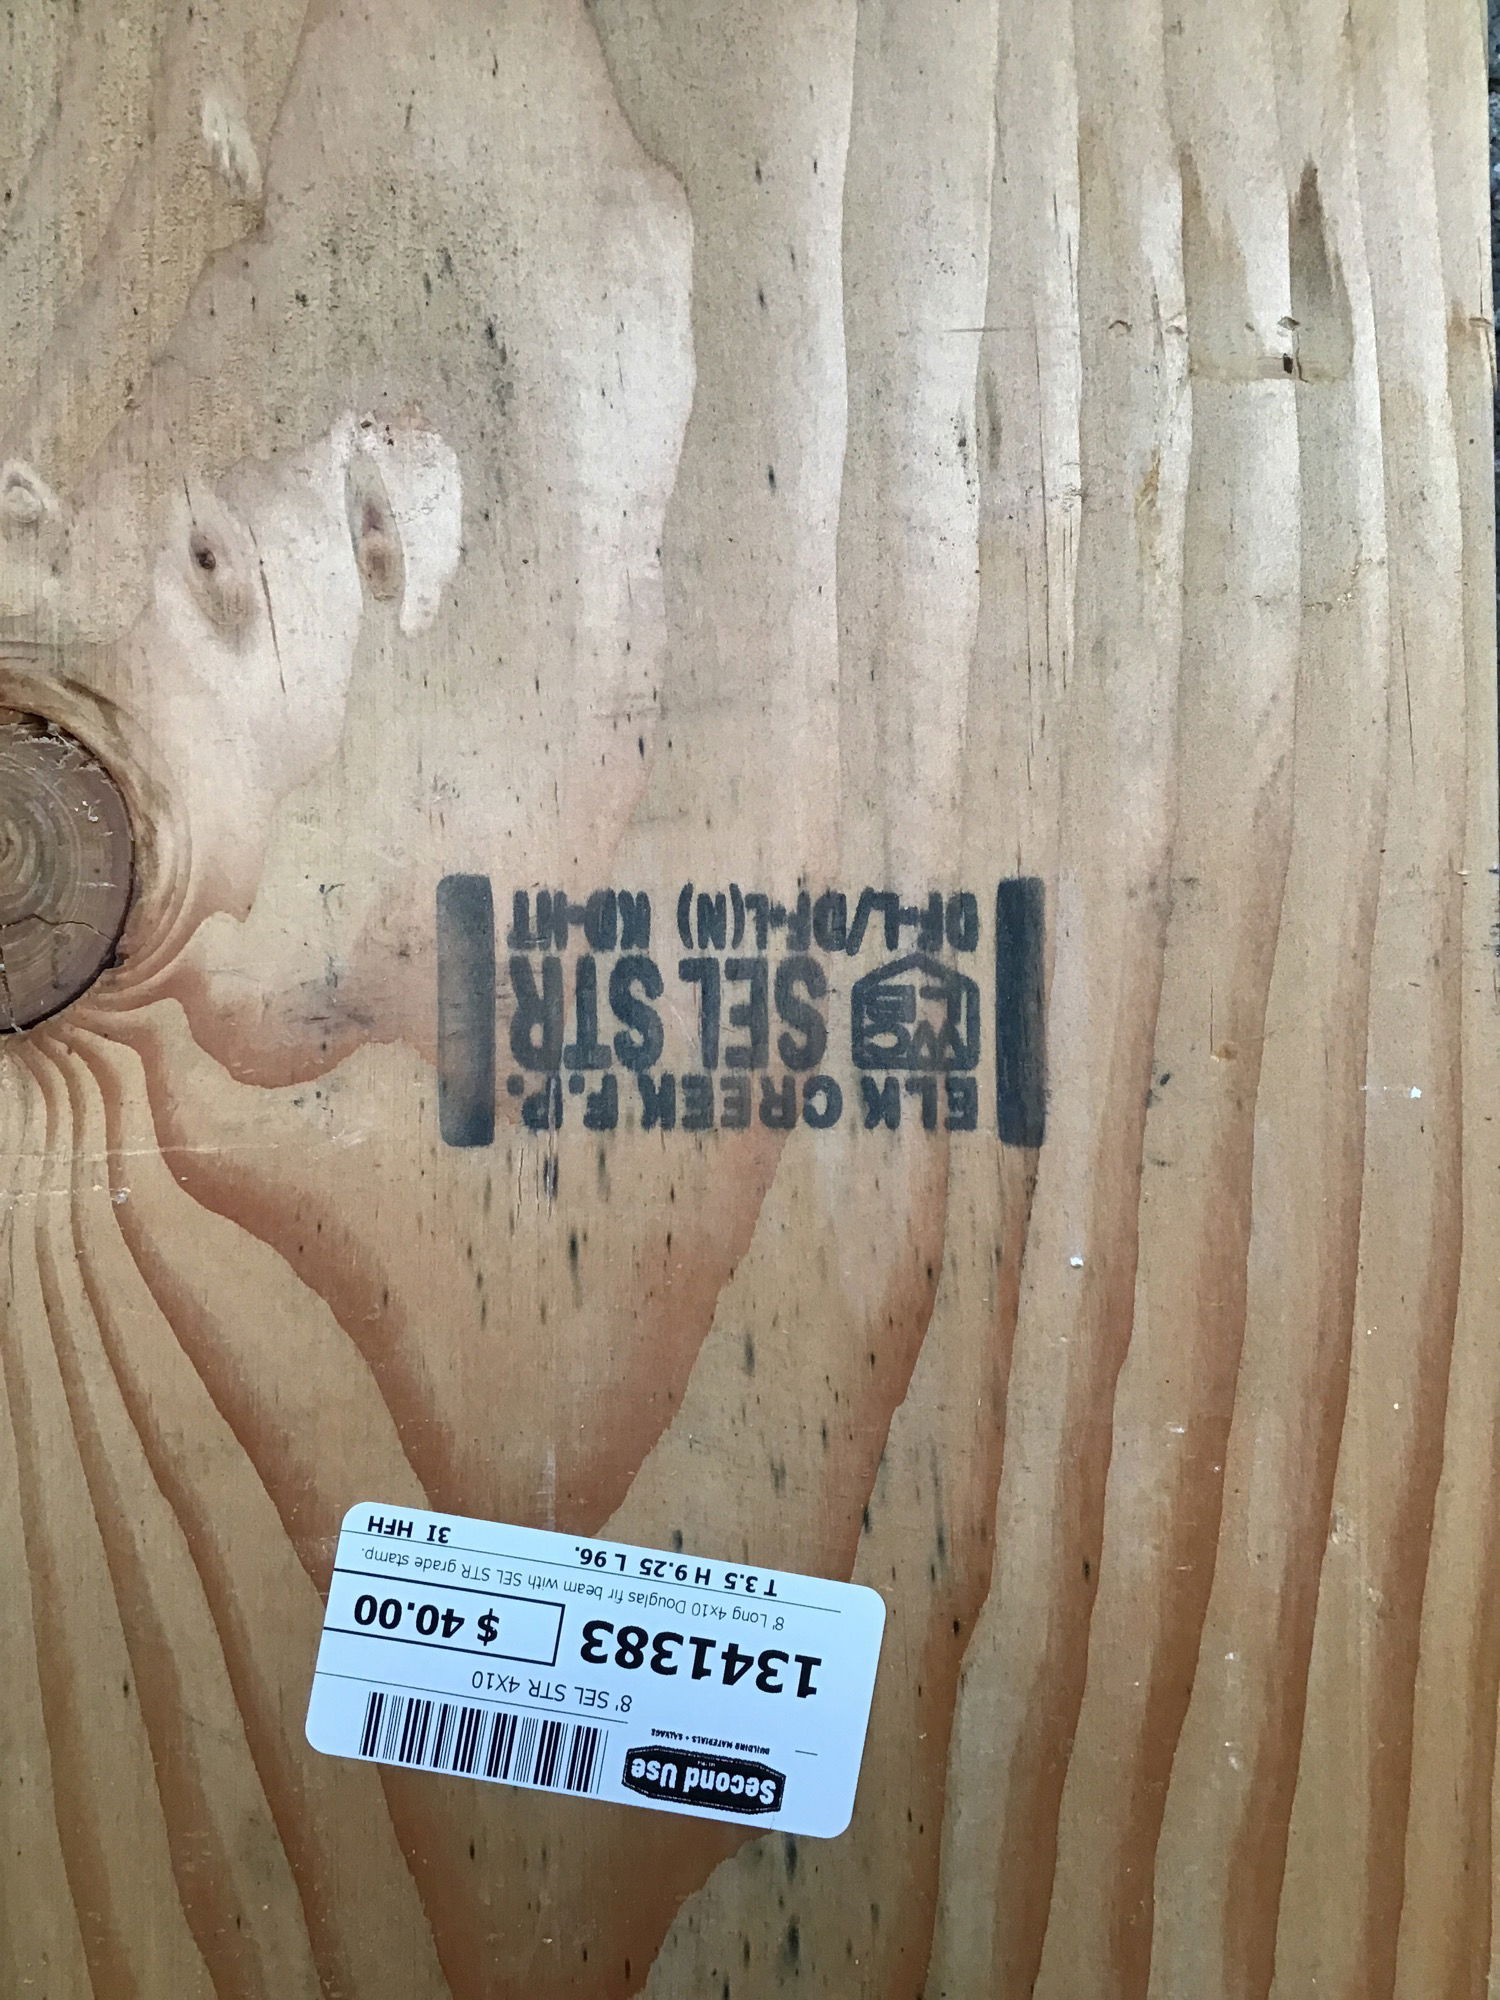 ELK CREEK F.P.
SEL STR
DF-L/DF-L(N) KD-HT
Second Use
BUILDING MATERIALS • SALVAGE
8' SEL STR 4X10
1341383
$ 40.00
8' Long 4x10 Douglas fir beam with SEL STR grade stamp.
T 3.5 H 9.25 L 96. 3I HFH